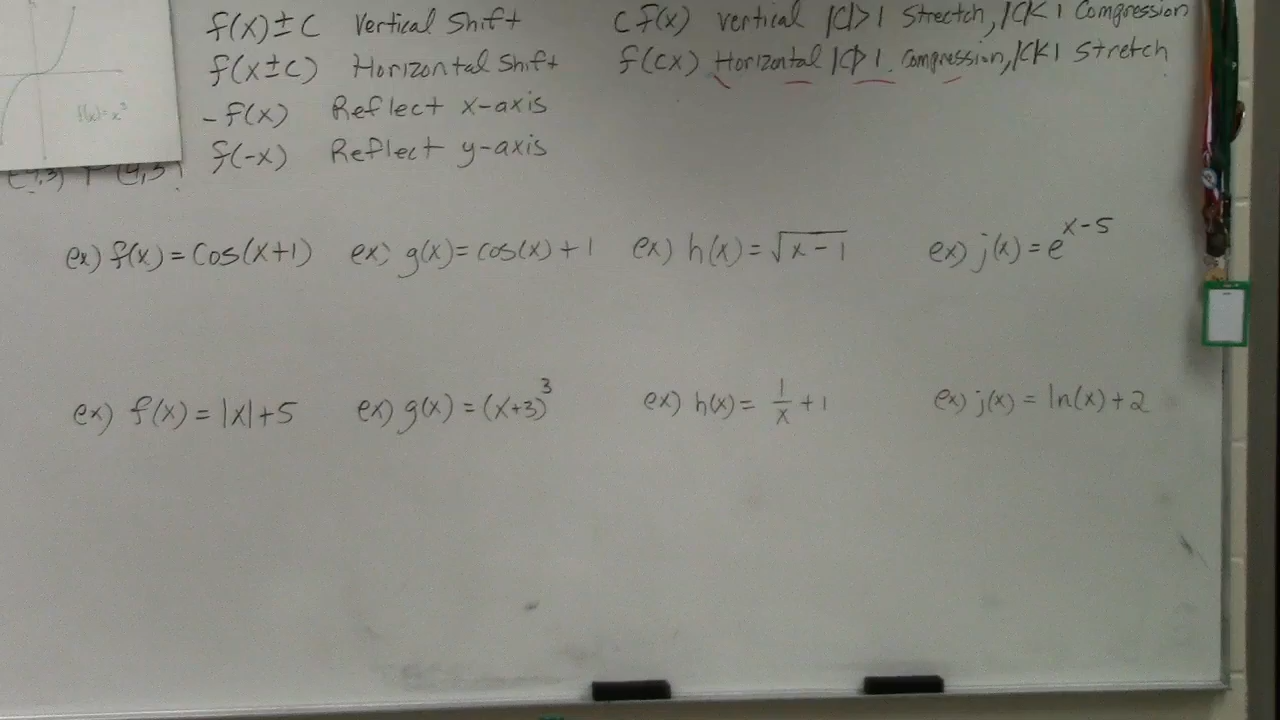 f(x) ± c Vertical Shift
c f(x) vertical |c|>1 Strectch, |c|<1 Compression
f(x ± c) Horizontal Shift
f(cx) Horizontal |c|>1 Compression, |c|<1 Stretch
-f(x) Reflect x-axis
f(-x) Reflect y-axis
f(x)=x³
ex) f(x) = cos(x+1)
ex) g(x) = cos(x) + 1
ex) h(x) = √(x-1)
ex) j(x) = e^(x-5)
ex) f(x) = |x| + 5
ex) g(x) = (x+3)³
ex) h(x) = 1/x + 1
ex) j(x) = ln(x) + 2